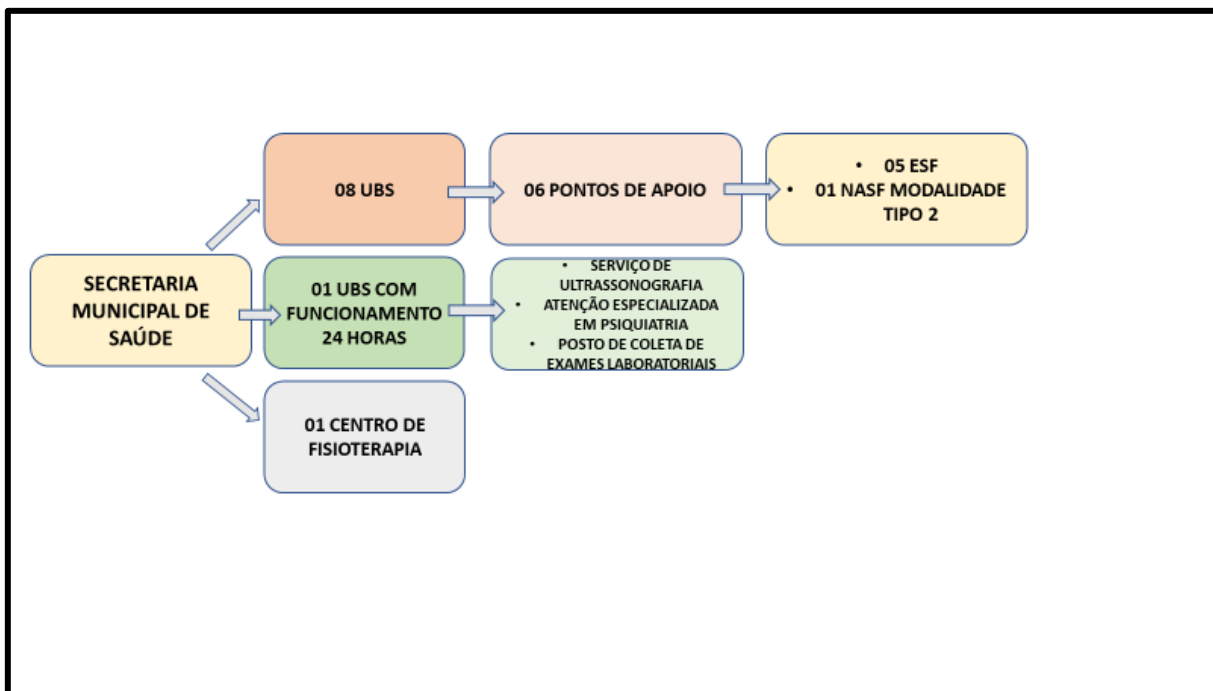 08 UBS
06 PONTOS DE APOIO
• 05 ESF
• 01 NASF MODALIDADE
TIPO 2
SECRETARIA
MUNICIPAL DE
SAÚDE
01 UBS COM
FUNCIONAMENTO
24 HORAS
• SERVIÇO DE
ULTRASSONOGRAFIA
• ATENÇÃO ESPECIALIZADA
EM PSIQUIATRIA
• POSTO DE COLETA DE
EXAMES LABORATORIAIS
01 CENTRO DE
FISIOTERAPIA